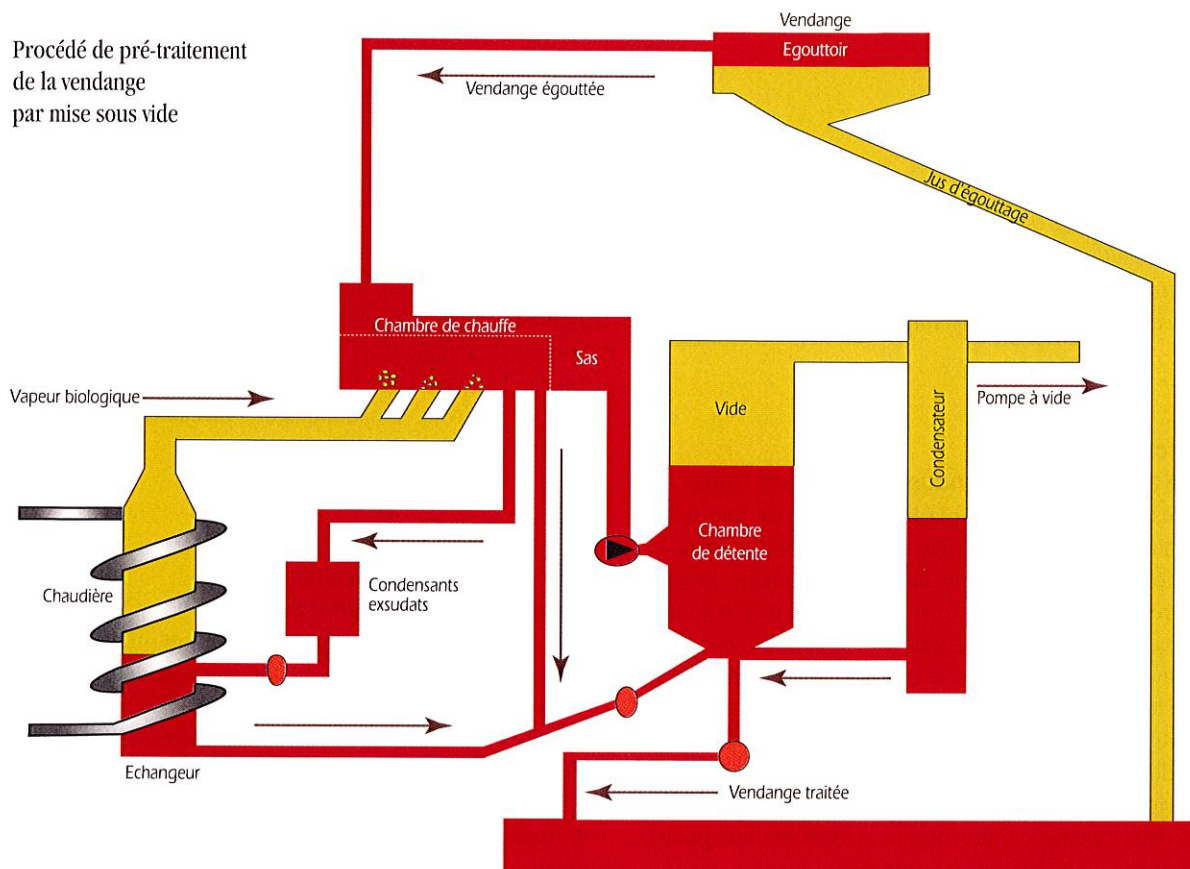 Procédé de pré-traitement
de la vendange
par mise sous vide
Vendange
Egouttoir
Vendange égouttée
Jus d'égouttage
Chambre de chauffe
Sas
Vapeur biologique
Vide
Pompe à vide
Condensateur
Chambre
de détente
Chaudière
Condensants
exsudats
Echangeur
Vendange traitée